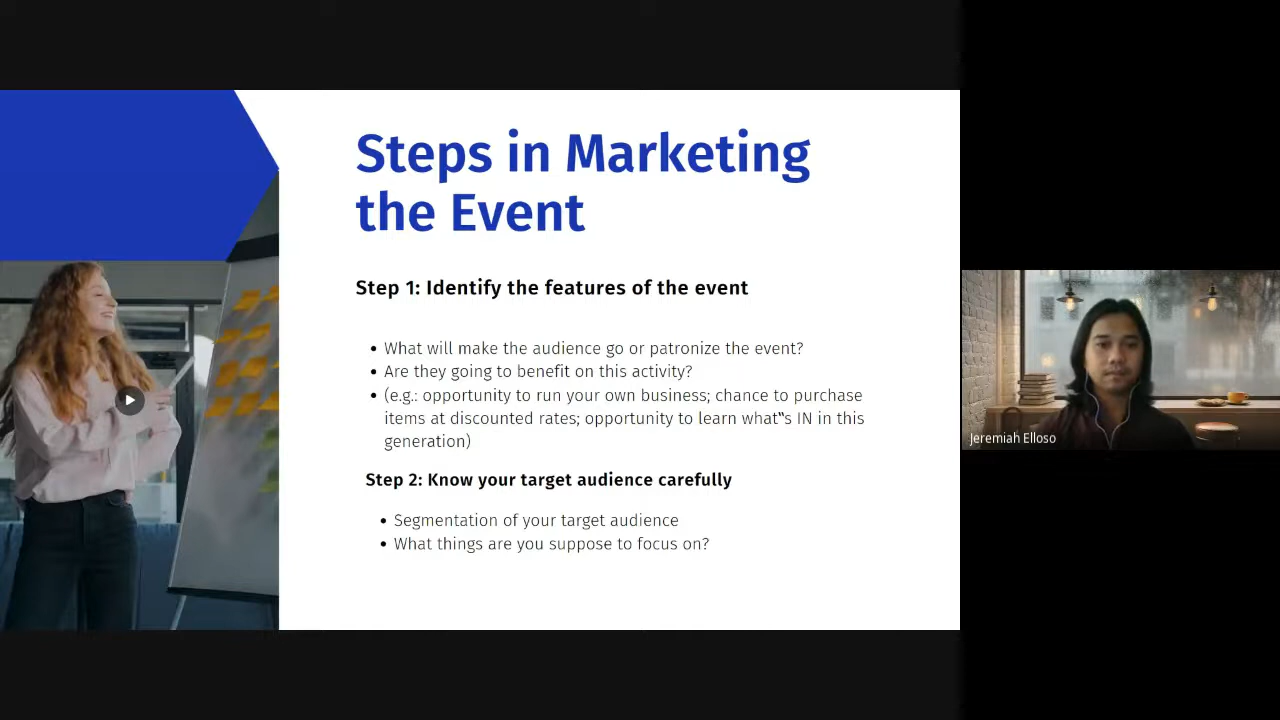 Steps in Marketing
the Event
Step 1: Identify the features of the event
• What will make the audience go or patronize the event?
• Are they going to benefit on this activity?
• (e.g.: opportunity to run your own business; chance to purchase
items at discounted rates; opportunity to learn what‟s IN in this
generation)
Step 2: Know your target audience carefully
• Segmentation of your target audience
• What things are you suppose to focus on?
Jeremiah Elloso